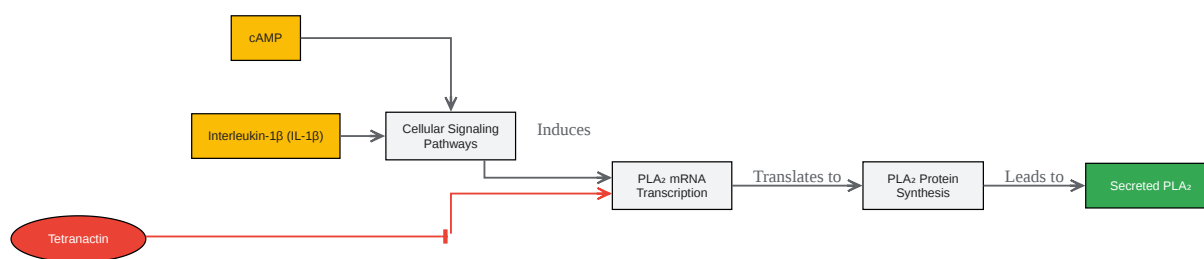 cAMP
Interleukin-1β (IL-1β)
Cellular Signaling
Pathways
Induces
PLA₂ mRNA
Transcription
Translates to
PLA₂ Protein
Synthesis
Leads to
Secreted PLA₂
Tetranactin